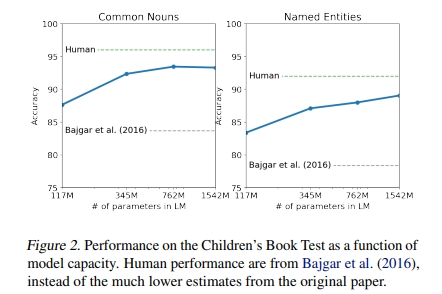 Common Nouns
100
95
90
85
80
75
Accuracy
Human
Bajgar et al. (2016)
117M 345M 762M 1542M
# of parameters in LM
Named Entities
100
95
90
85
80
75
Accuracy
Human
Bajgar et al. (2016)
117M 345M 762M 1542M
# of parameters in LM
Figure 2. Performance on the Children's Book Test as a function of
model capacity. Human performance are from Bajgar et al. (2016),
instead of the much lower estimates from the original paper.